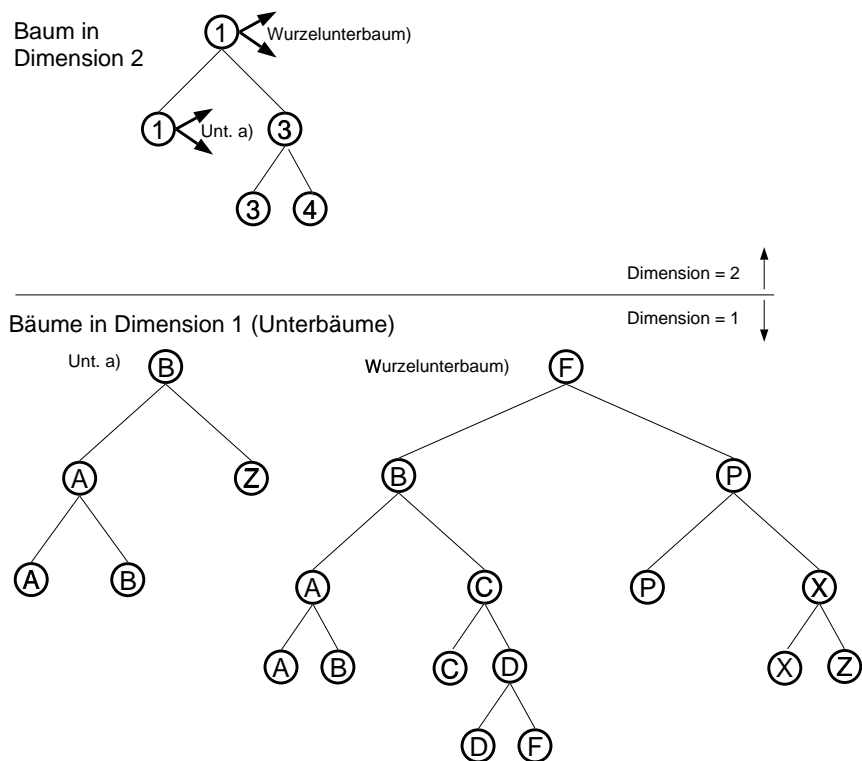 Baum in
Dimension 2
1
Wurzelunterbaum)
1
Unt. a)
3
3
4
Dimension = 2
Dimension = 1
Bäume in Dimension 1 (Unterbäume)
Unt. a)
B
Wurzelunterbaum)
F
A
Z
B
P
A
B
A
C
P
X
A
B
C
D
X
Z
D
F